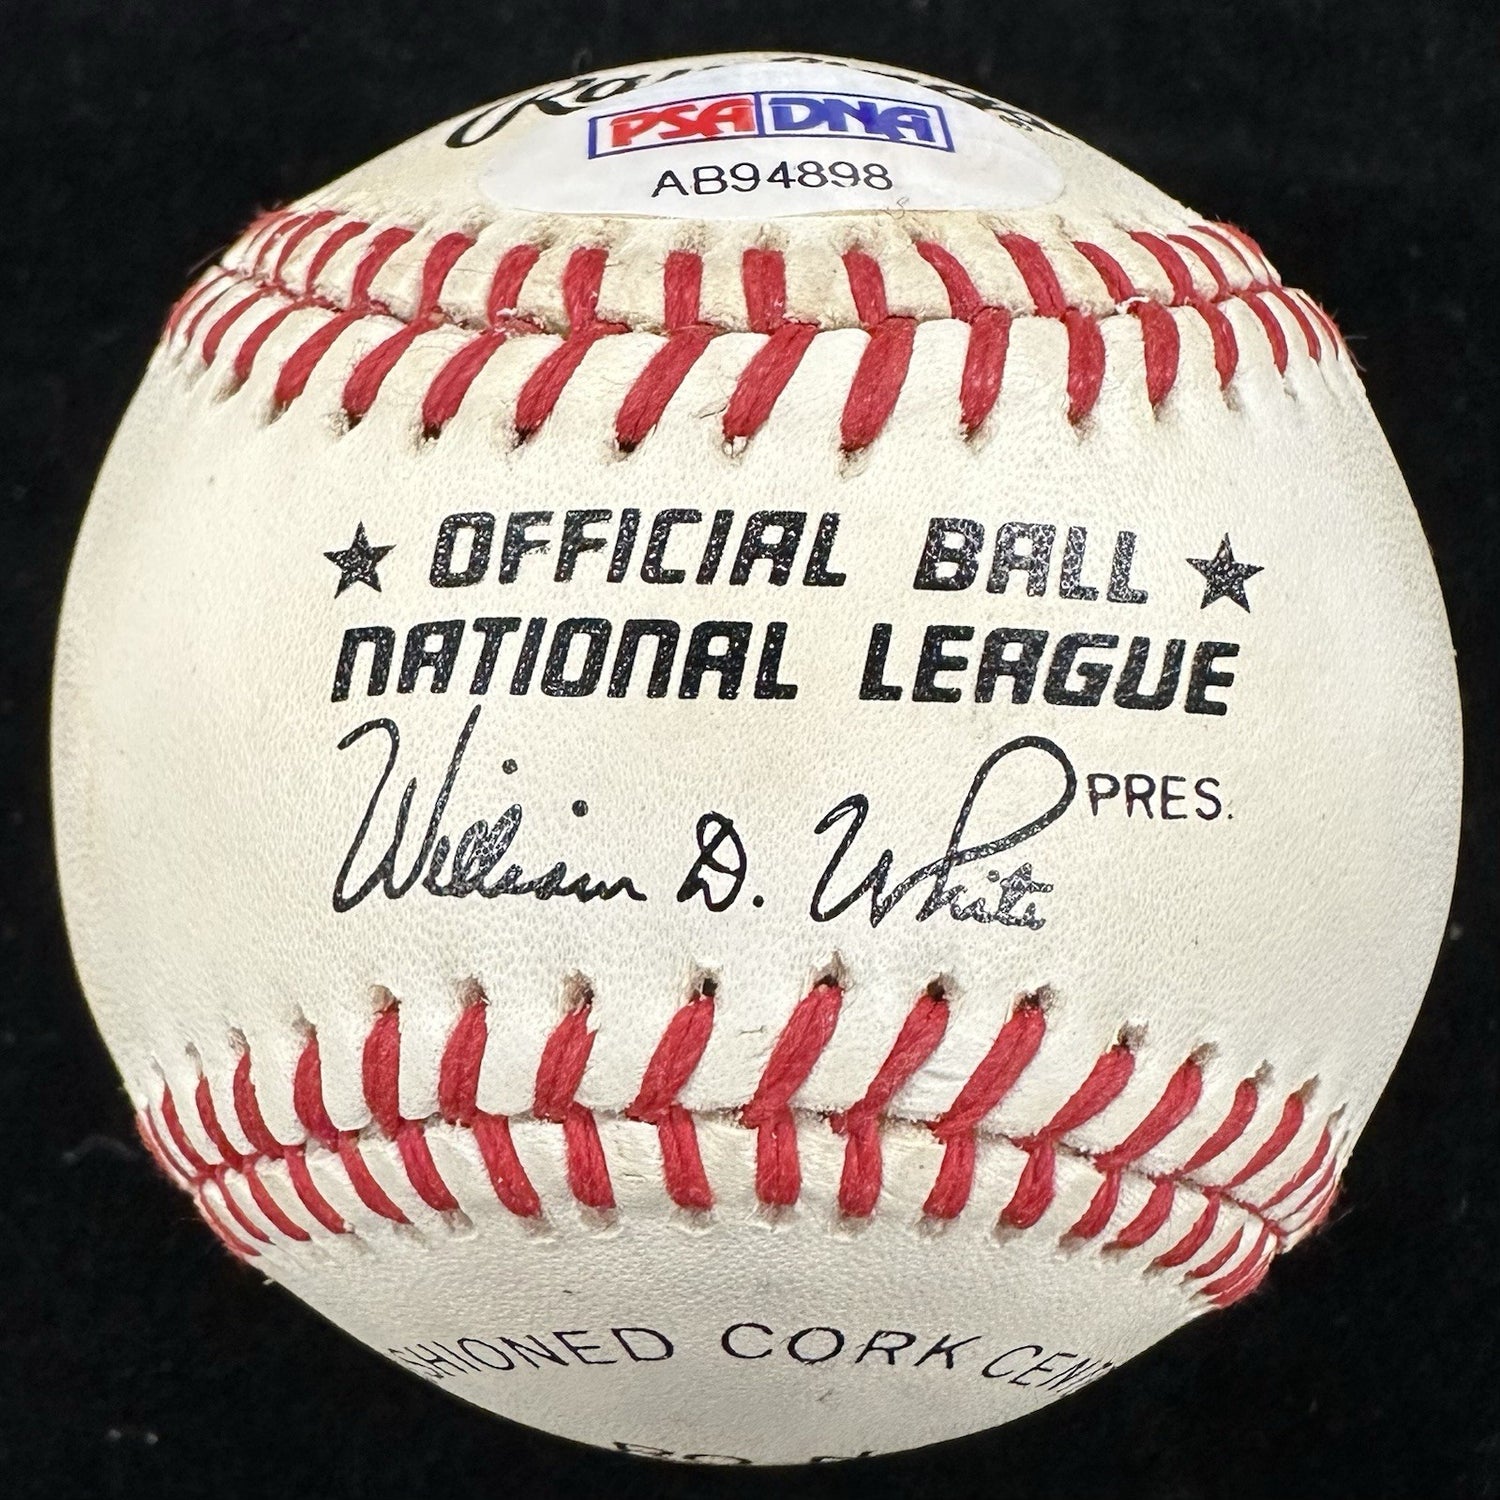 PSA DNA
AB94898
★ OFFICIAL BALL ★
NATIONAL LEAGUE
William D. White PRES.
CORK